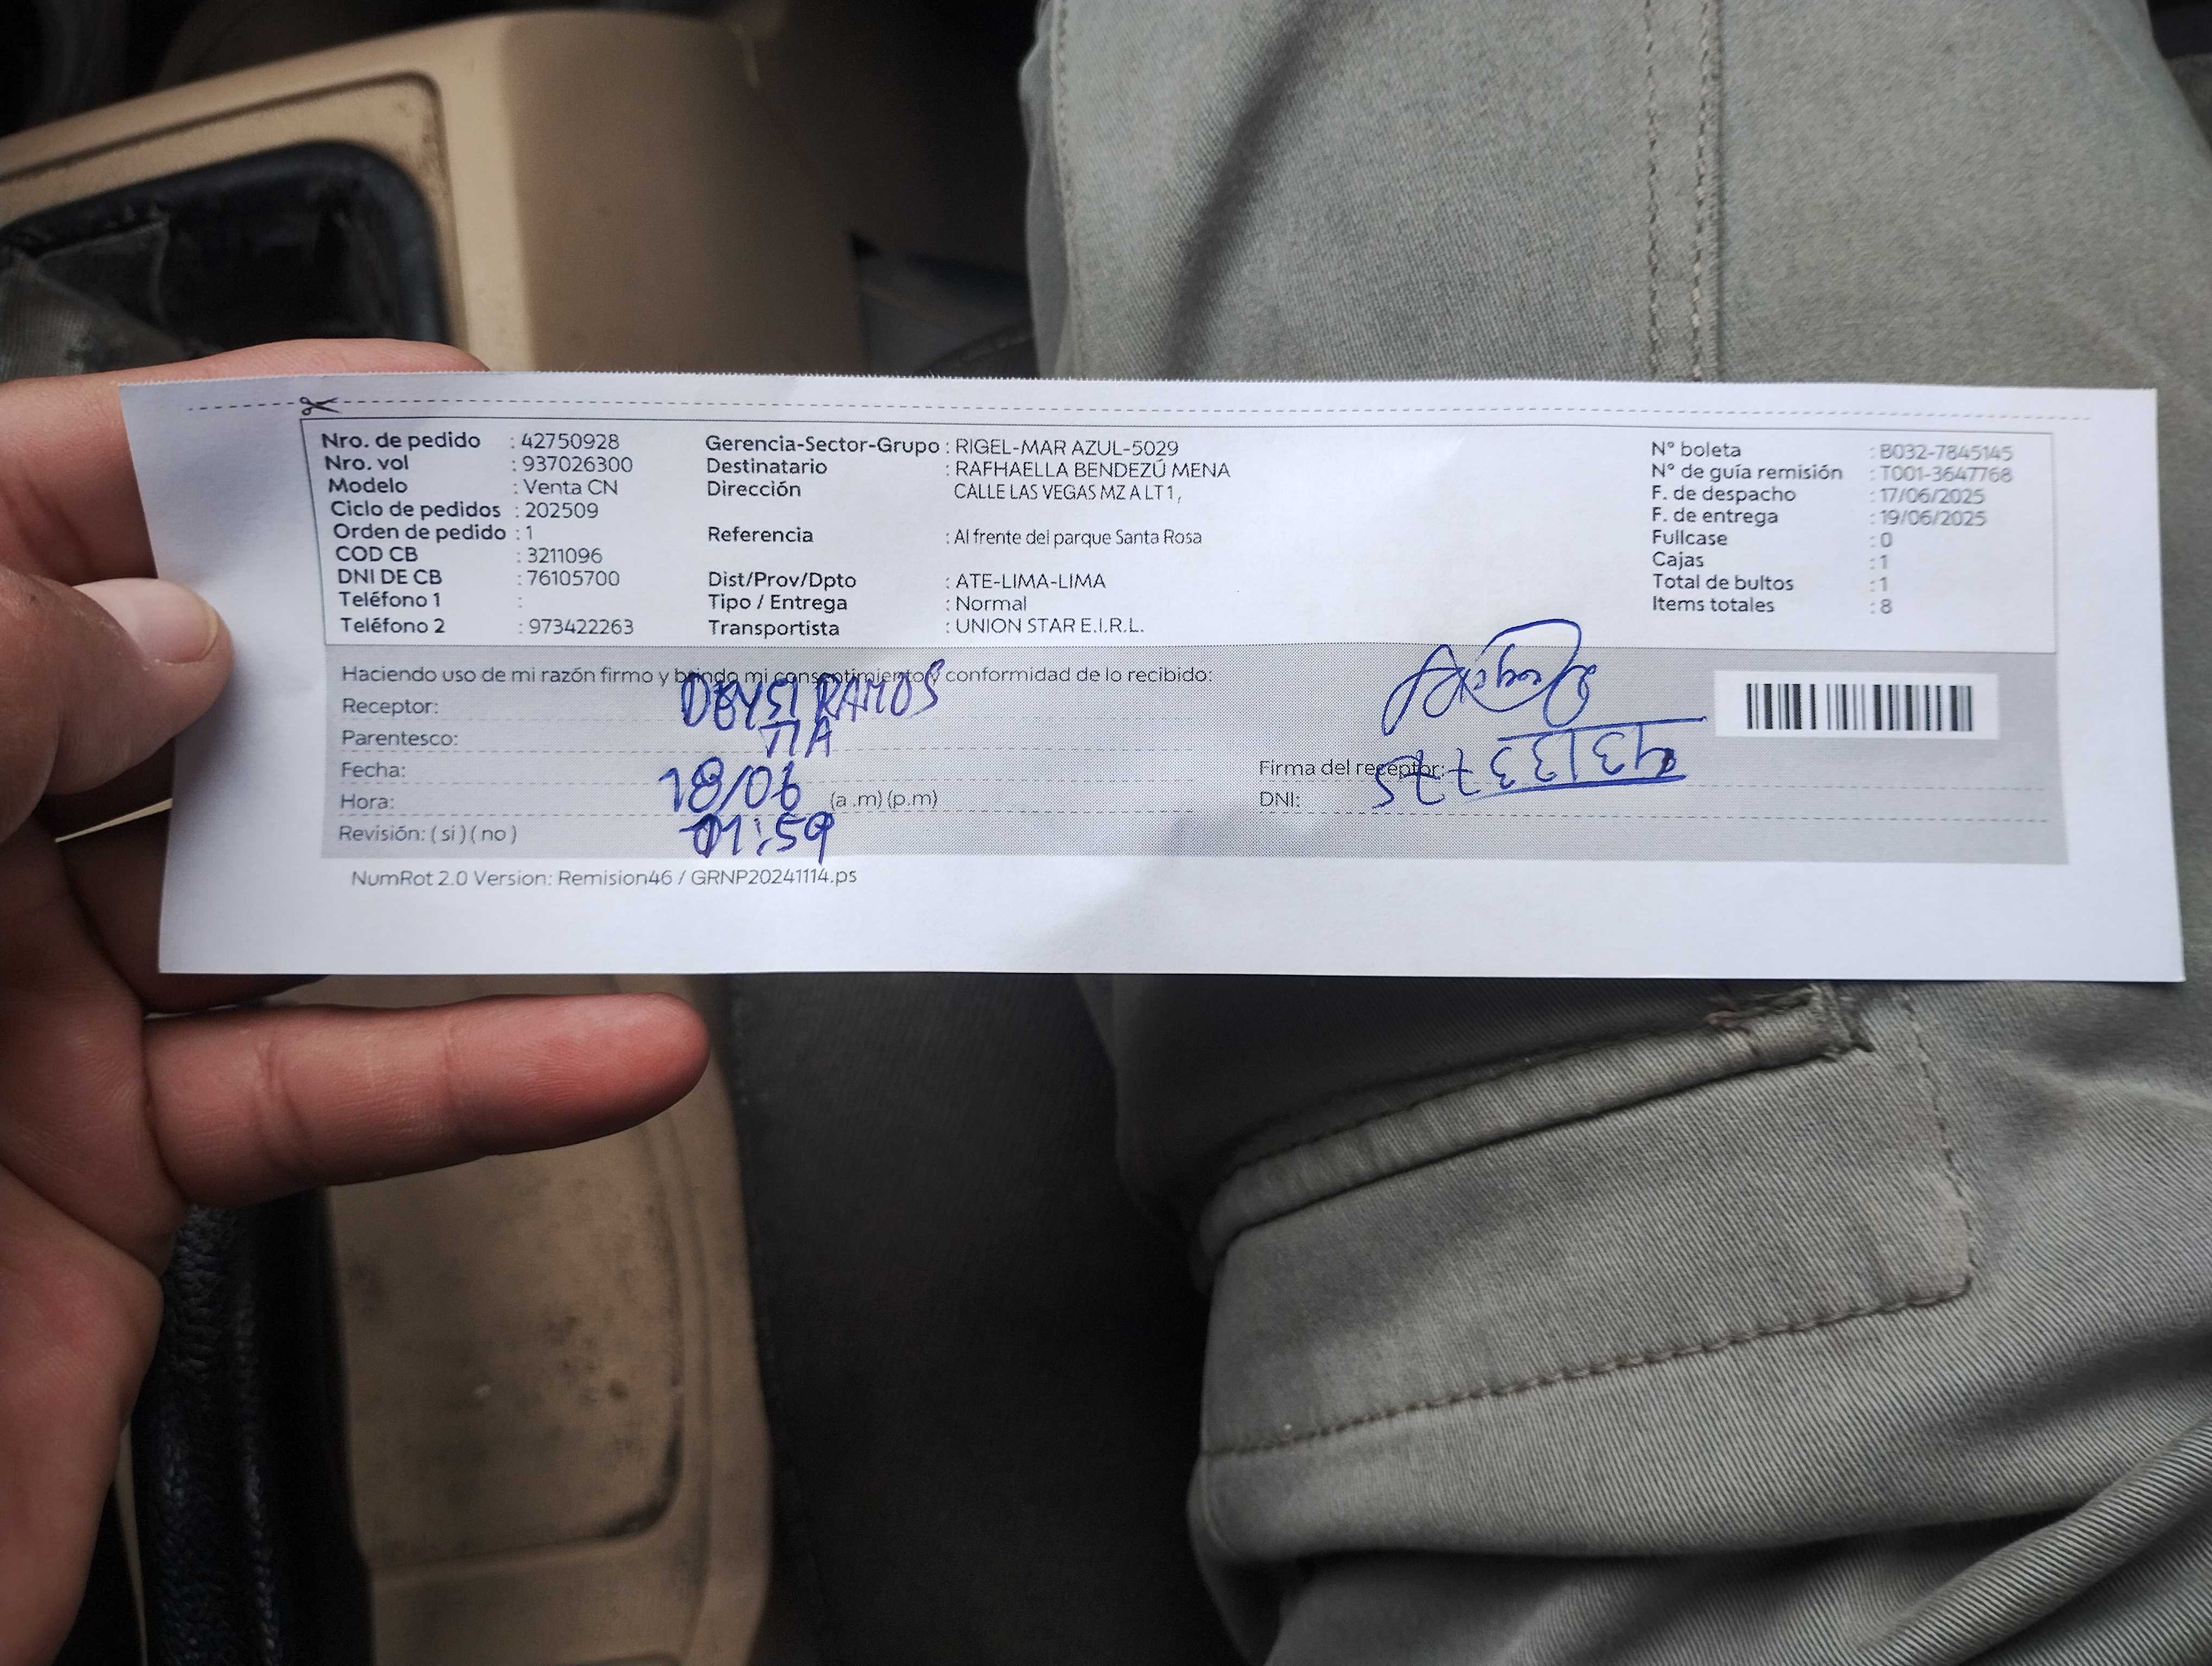 Nro. de pedido : 42750928
Nro. vol : 937026300
Modelo : Venta CN
Ciclo de pedidos : 202509
Orden de pedido : 1
COD CB : 3211096
DNI DE CB : 76105700
Teléfono 1 :
Teléfono 2 : 973422263
Gerencia-Sector-Grupo : RIGEL-MAR AZUL-5029
Destinatario : RAFHAELLA BENDEZÚ MENA
Dirección CALLE LAS VEGAS MZ A LT 1,
Referencia : Al frente del parque Santa Rosa
Dist/Prov/Dpto : ATE-LIMA-LIMA
Tipo / Entrega : Normal
Transportista : UNION STAR E.I.R.L.
N° boleta : B032-7845145
N° de guía remisión : T001-3647768
F. de despacho : 17/06/2025
F. de entrega : 19/06/2025
Fullcase : 0
Cajas : 1
Total de bultos : 1
Items totales : 8
Haciendo uso de mi razón firmo y brindo mi consentimiento y conformidad de lo recibido:
Receptor: DEYSI RAMOS
Parentesco: TIA
Fecha: 18/06
Hora: (a .m) (p.m)
01:59
Revisión: ( si ) ( no )
Firma del receptor:
DNI:
NumRot 2.0 Version: Remision46 / GRNP20241114.ps